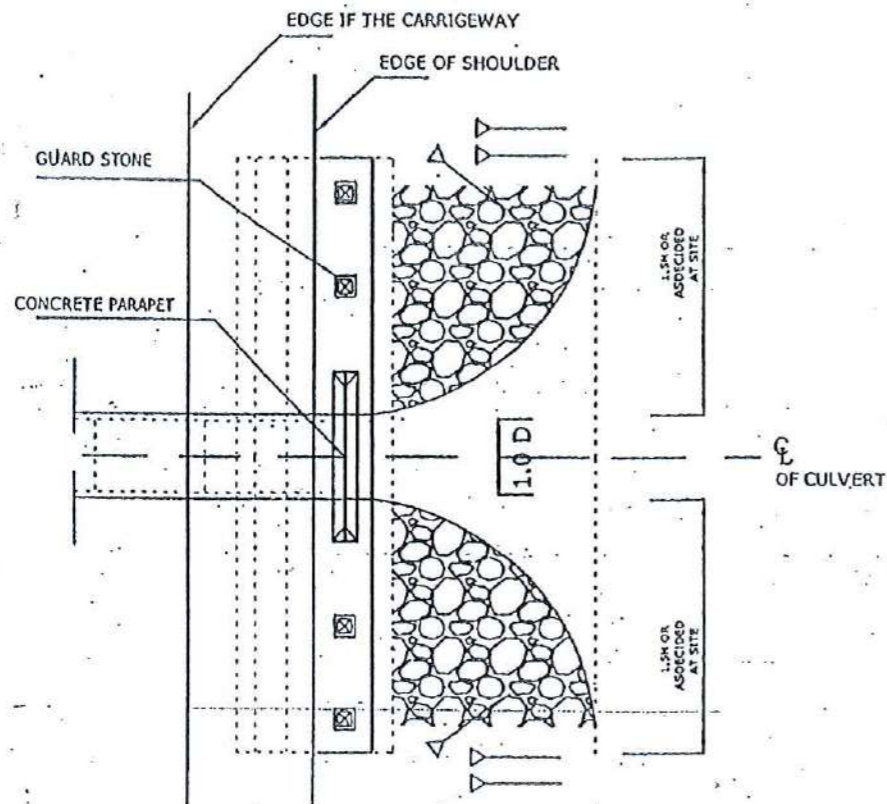 EDGE IF THE CARRIGEWAY
EDGE OF SHOULDER
GUARD STONE
CONCRETE PARAPET
1.5M OR
ASDECIDED
AT SITE
1.0 D
℄
OF CULVERT
1.5M OR
ASDECIDED
AT SITE